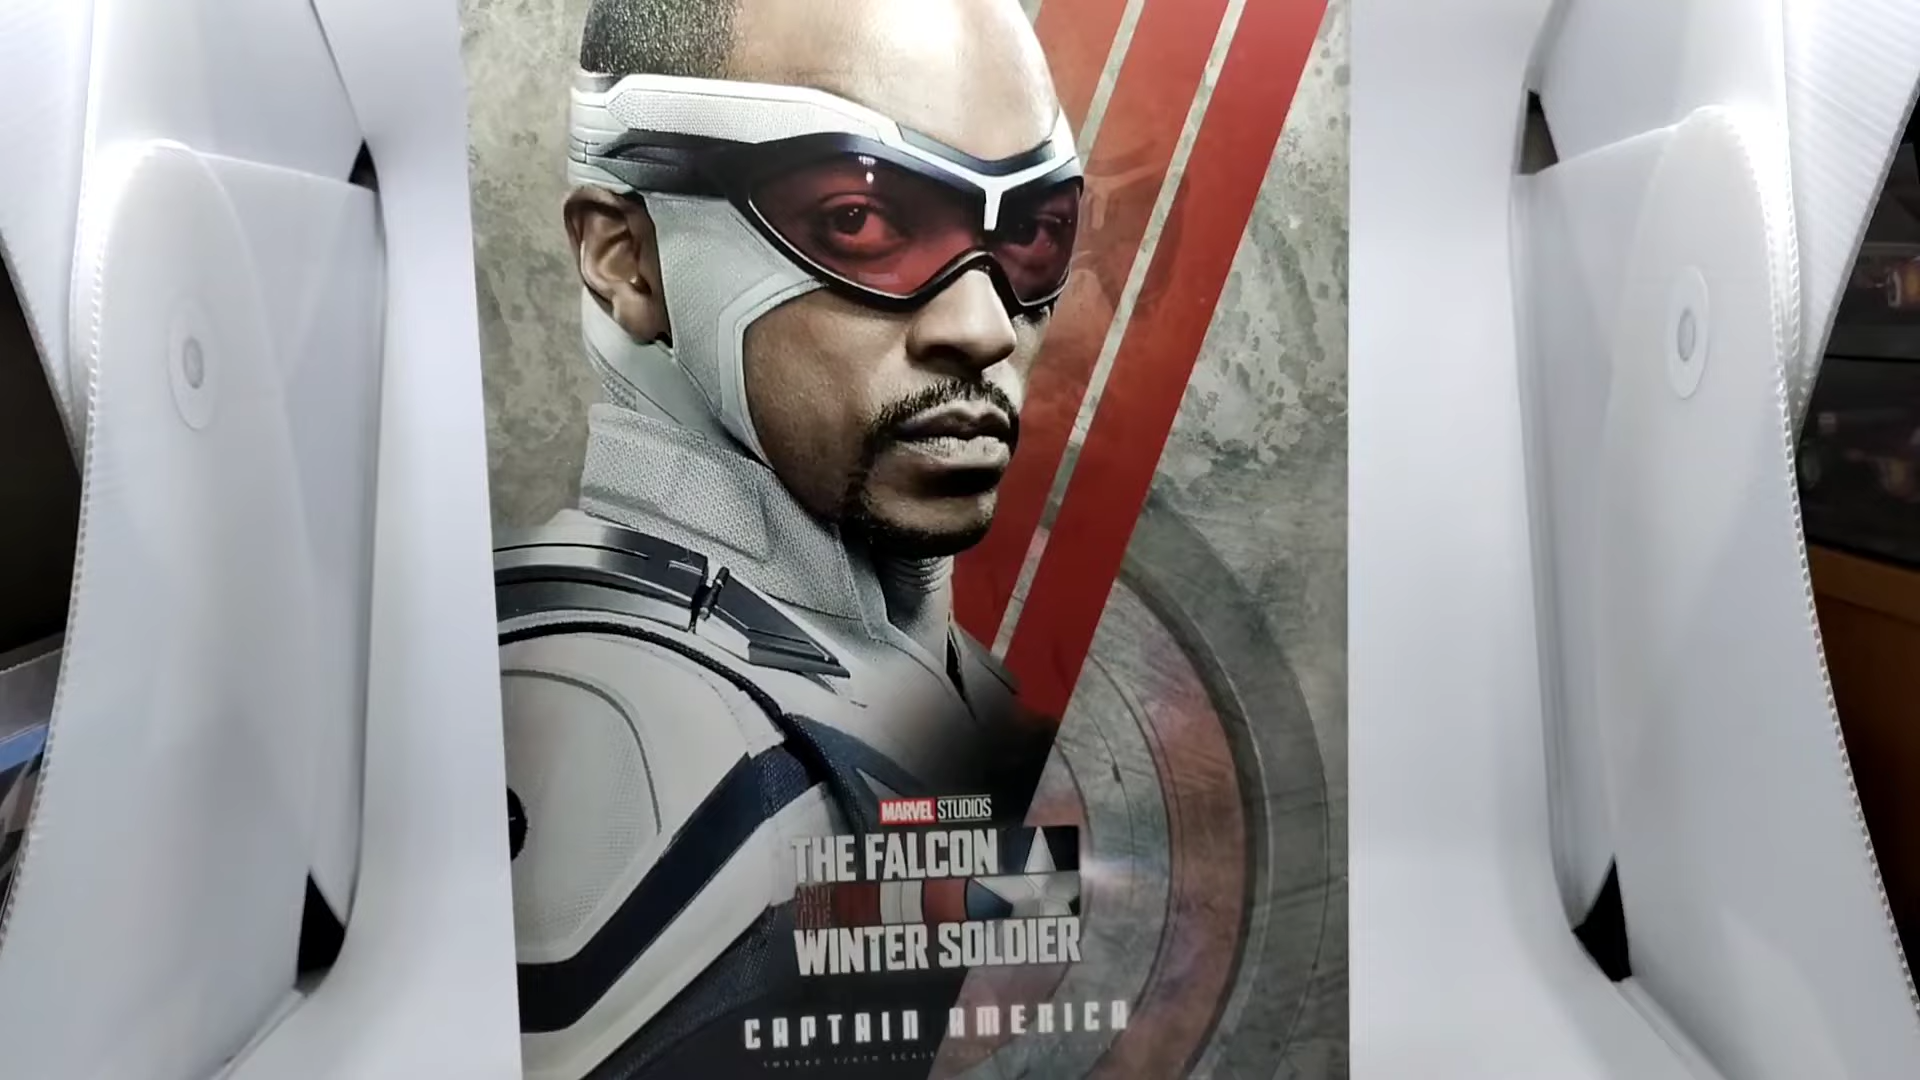 MARVEL STUDIOS
THE FALCON
AND THE
WINTER SOLDIER
CAPTAIN AMERICA